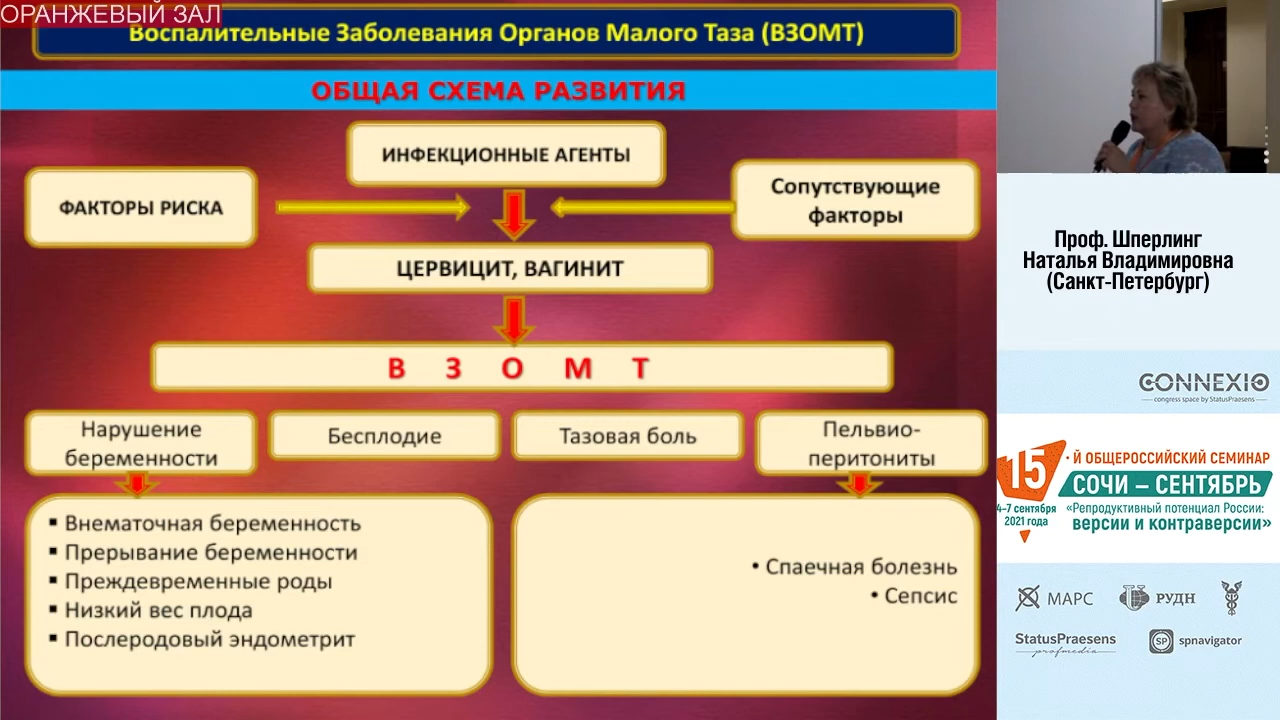 ОРАНЖЕВЫЙ ЗАЛ
Воспалительные Заболевания Органов Малого Таза (ВЗОМТ)
ОБЩАЯ СХЕМА РАЗВИТИЯ
ИНФЕКЦИОННЫЕ АГЕНТЫ
ФАКТОРЫ РИСКА
Сопутствующие
факторы
ЦЕРВИЦИТ, ВАГИНИТ
В З О М Т
Нарушение
беременности
Бесплодие
Тазовая боль
Пельвио-
перитониты
▪ Внематочная беременность
▪ Прерывание беременности
▪ Преждевременные роды
▪ Низкий вес плода
▪ Послеродовый эндометрит
• Спаечная болезнь
• Сепсис
Проф. Шперлинг
Наталья Владимировна
(Санкт-Петербург)
CONNEXIO
congress space by StatusPraesens
15
-й ОБЩЕРОССИЙСКИЙ СЕМИНАР
СОЧИ – СЕНТЯБРЬ
4–7 сентября
2021 года
«Репродуктивный потенциал России:
версии и контраверсии»
МАРС
РУДН
StatusPraesens
profmedia
SP
spnavigator